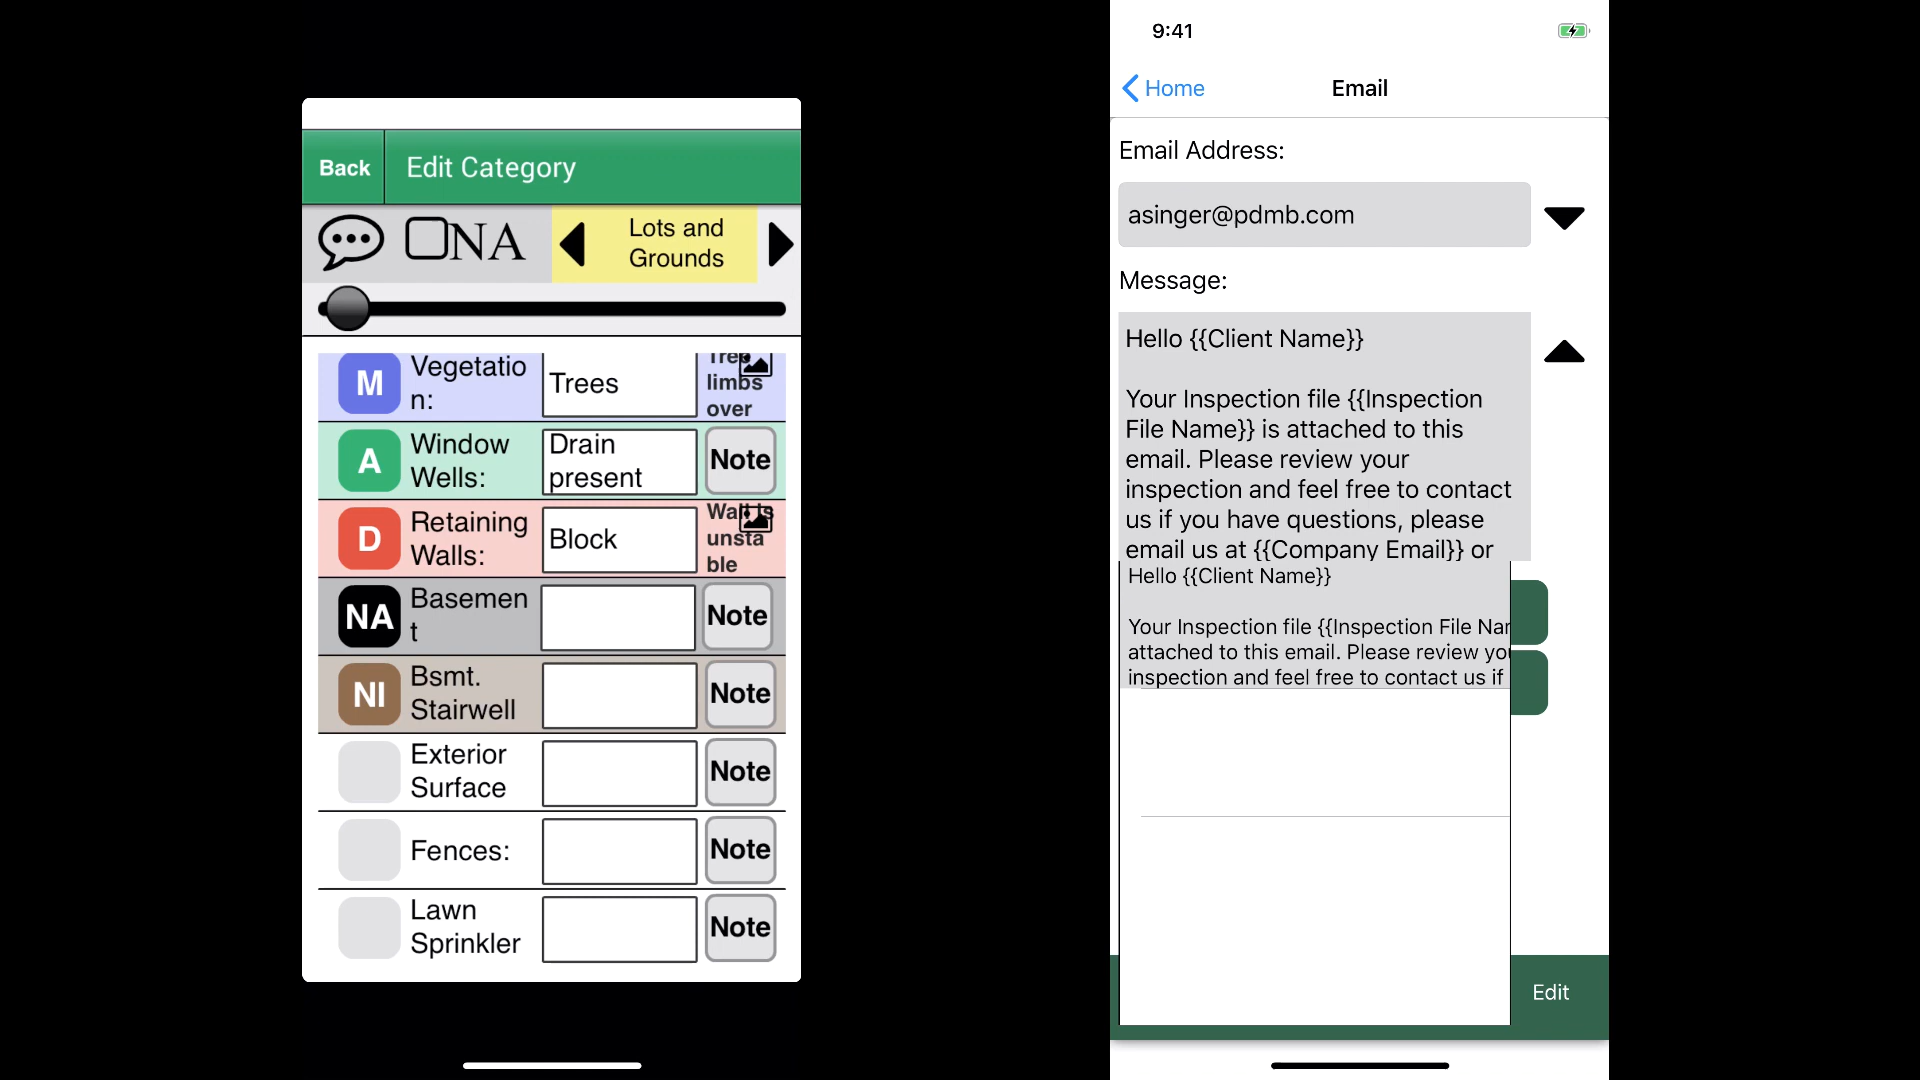 Back
Edit Category
NA
Lots and
Grounds
M
Vegetatio
n:
Trees
Tree
limbs
over
A
Window
Wells:
Drain
present
Note
D
Retaining
Walls:
Block
Wall is
unsta
ble
NA
Basemen
t
Note
NI
Bsmt.
Stairwell
Note
Exterior
Surface
Note
Fences:
Note
Lawn
Sprinkler
Note
9:41
Home
Email
Email Address:
asinger@pdmb.com
Message:
Hello {{Client Name}}
Your Inspection file {{Inspection
File Name}} is attached to this
email. Please review your
inspection and feel free to contact
us if you have questions, please
email us at {{Company Email}} or
Hello {{Client Name}}
Your Inspection file {{Inspection File Nar
attached to this email. Please review you
inspection and feel free to contact us if
Edit